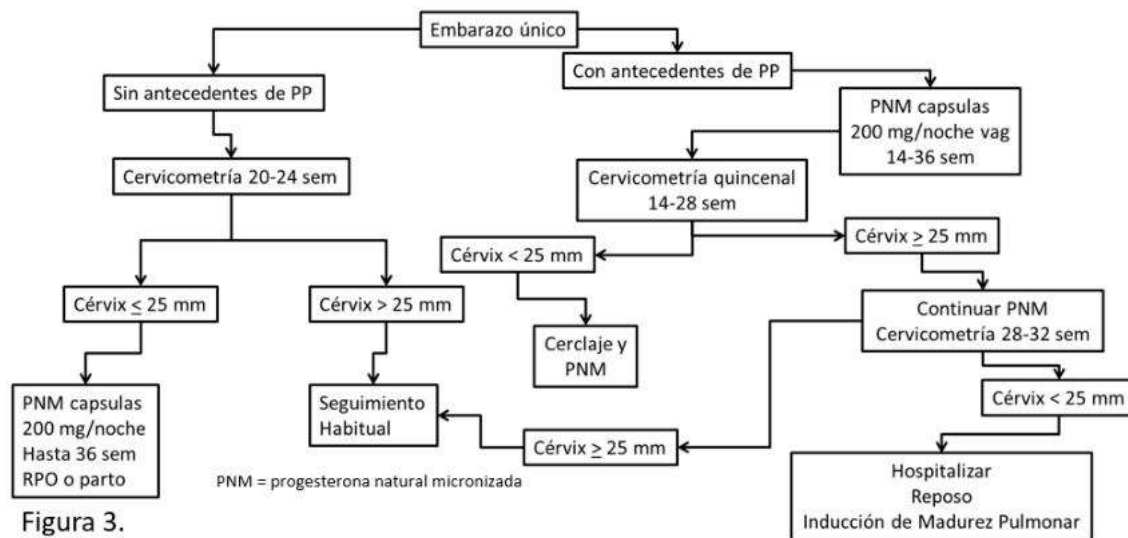 Embarazo único
Sin antecedentes de PP
Con antecedentes de PP
PNM capsulas
200 mg/noche vag
14-36 sem
Cervicometría 20-24 sem
Cervicometría quincenal
14-28 sem
Cérvix < 25 mm
Cérvix ≥ 25 mm
Cérvix ≤ 25 mm
Cérvix > 25 mm
Cerclaje y
PNM
Continuar PNM
Cervicometría 28-32 sem
PNM capsulas
200 mg/noche
Hasta 36 sem
RPO o parto
Seguimiento
Habitual
Cérvix ≥ 25 mm
Cérvix < 25 mm
PNM = progesterona natural micronizada
Hospitalizar
Reposo
Inducción de Madurez Pulmonar
Figura 3.